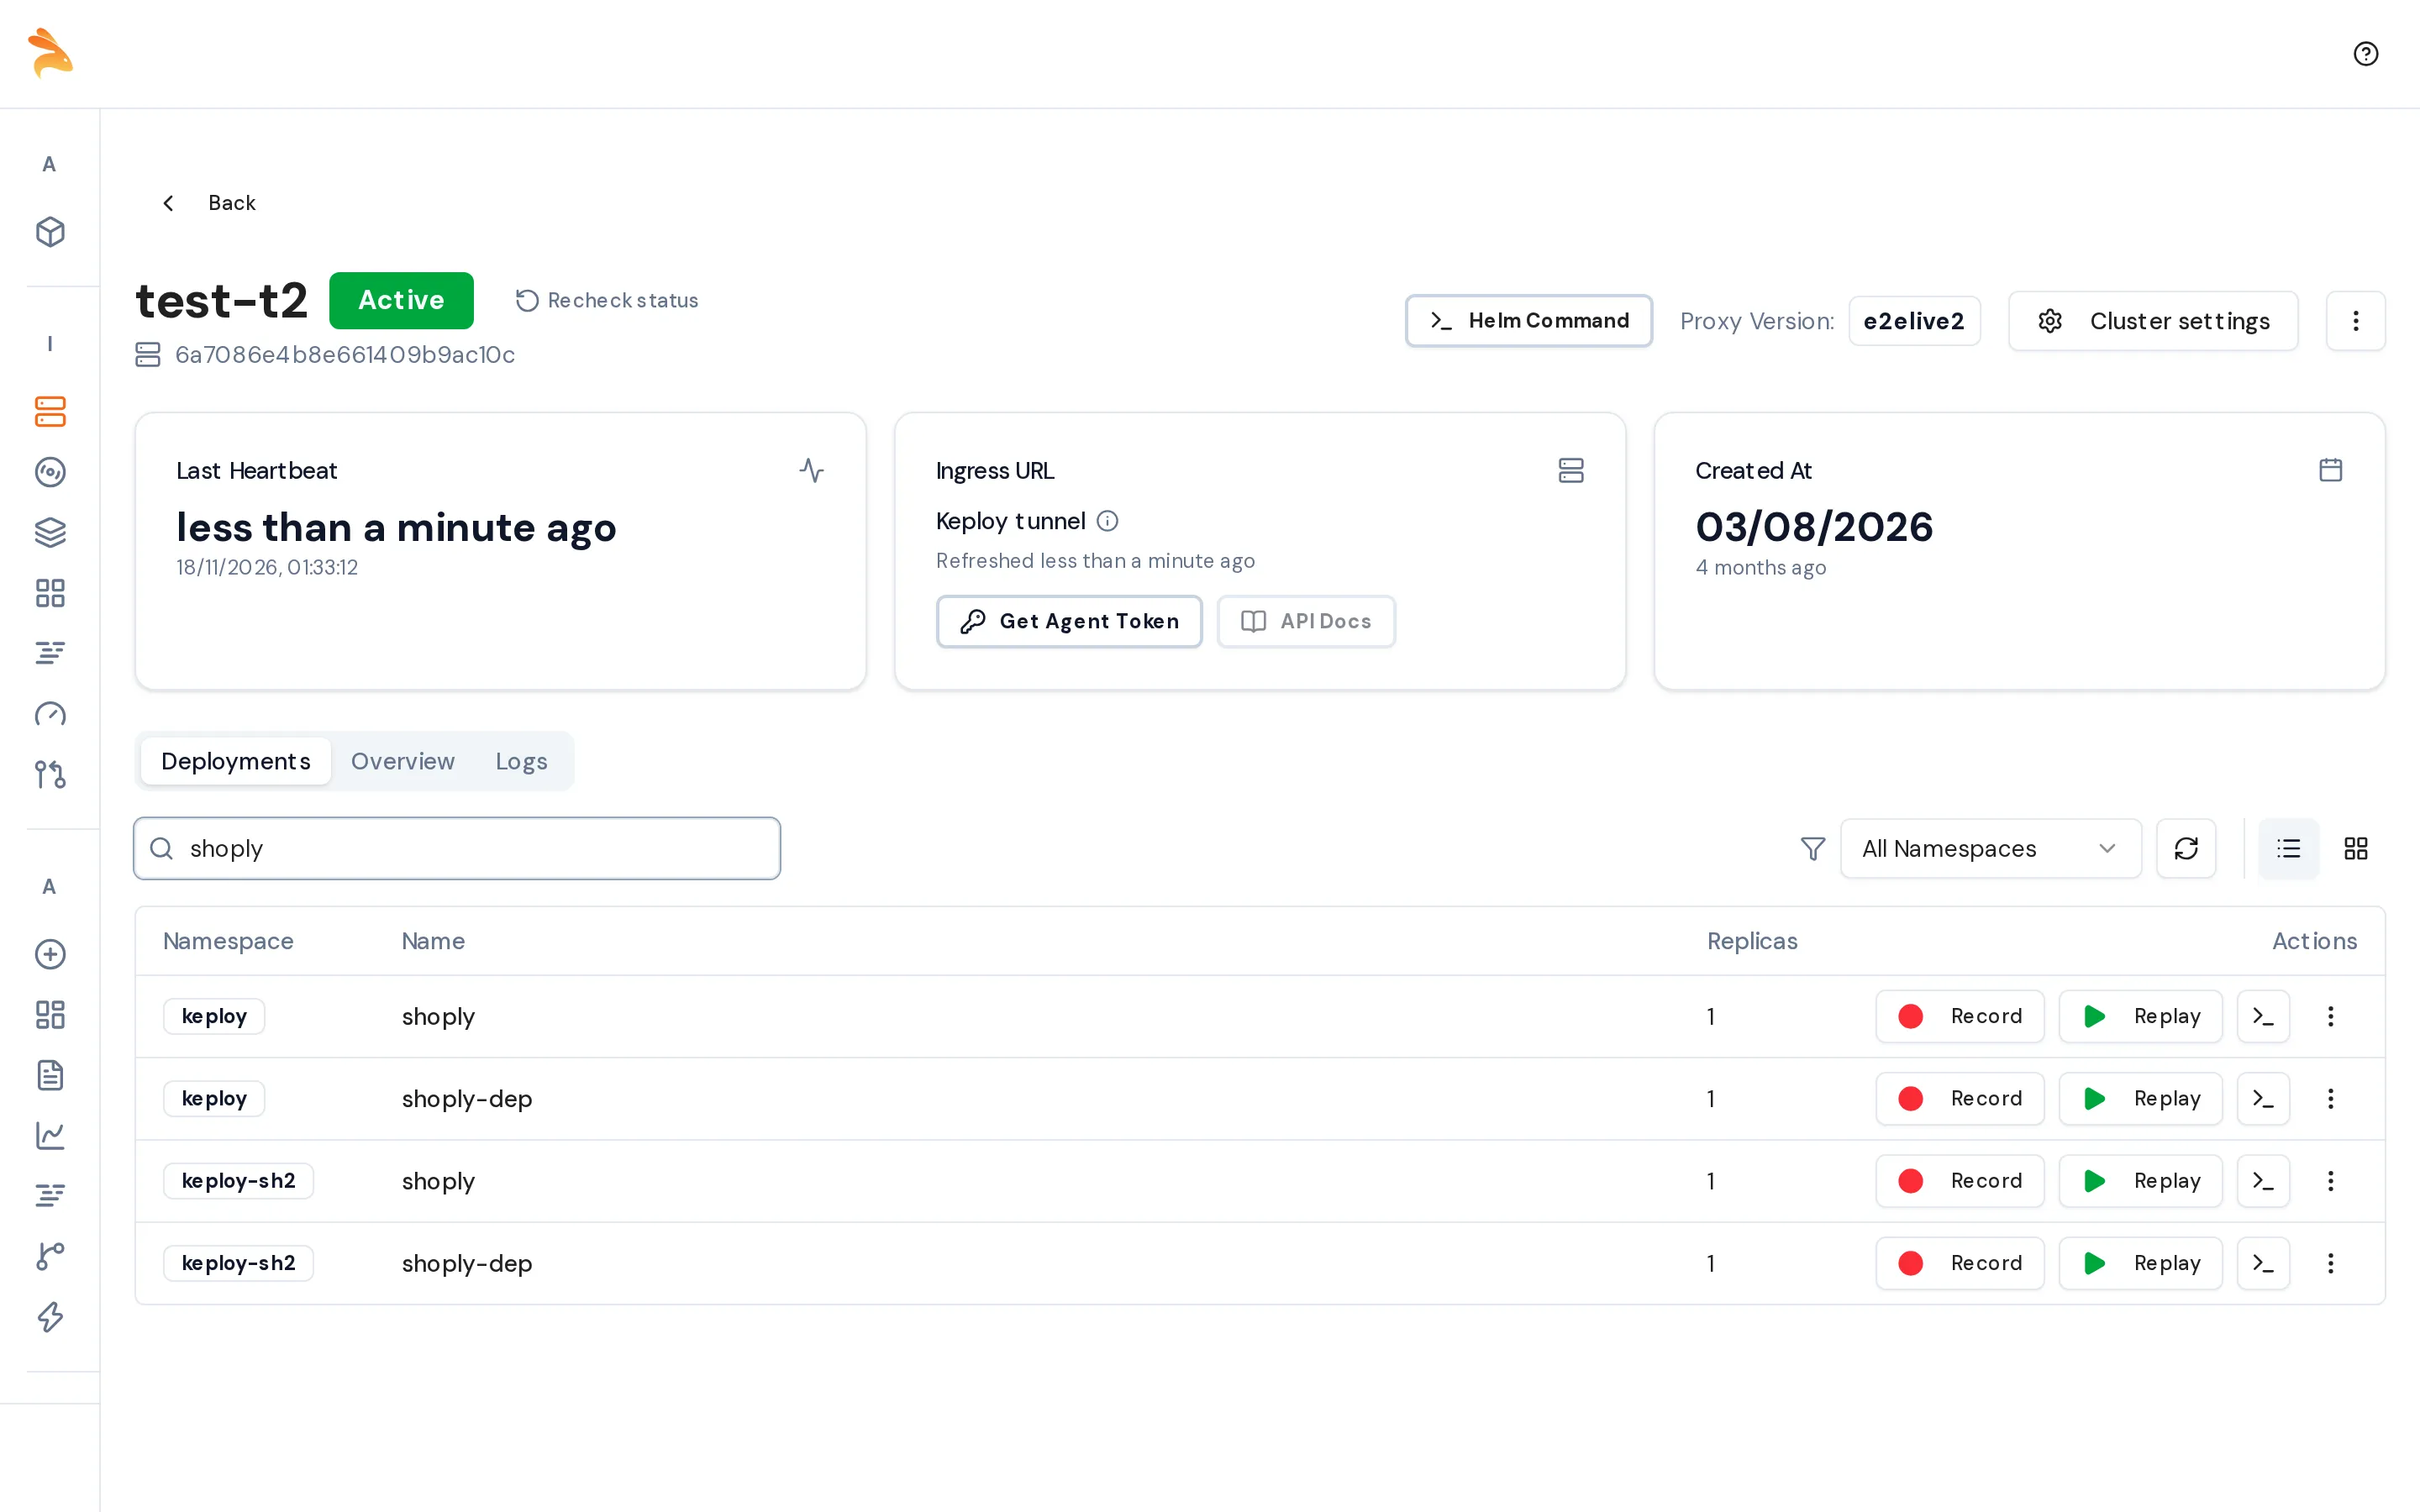 A
Back
test-t2 Active Recheck status
6a7086e4b8e661409b9ac10c
Helm Command Proxy Version: e2elive2 Cluster settings
I
Last Heartbeat
less than a minute ago
18/11/2026, 01:33:12
Ingress URL
Keploy tunnel
Refreshed less than a minute ago
Get Agent Token API Docs
Created At
03/08/2026
4 months ago
Deployments Overview Logs
shoply All Namespaces
A
Namespace Name Replicas Actions
keploy shoply 1 Record Replay
keploy shoply-dep 1 Record Replay
keploy-sh2 shoply 1 Record Replay
keploy-sh2 shoply-dep 1 Record Replay